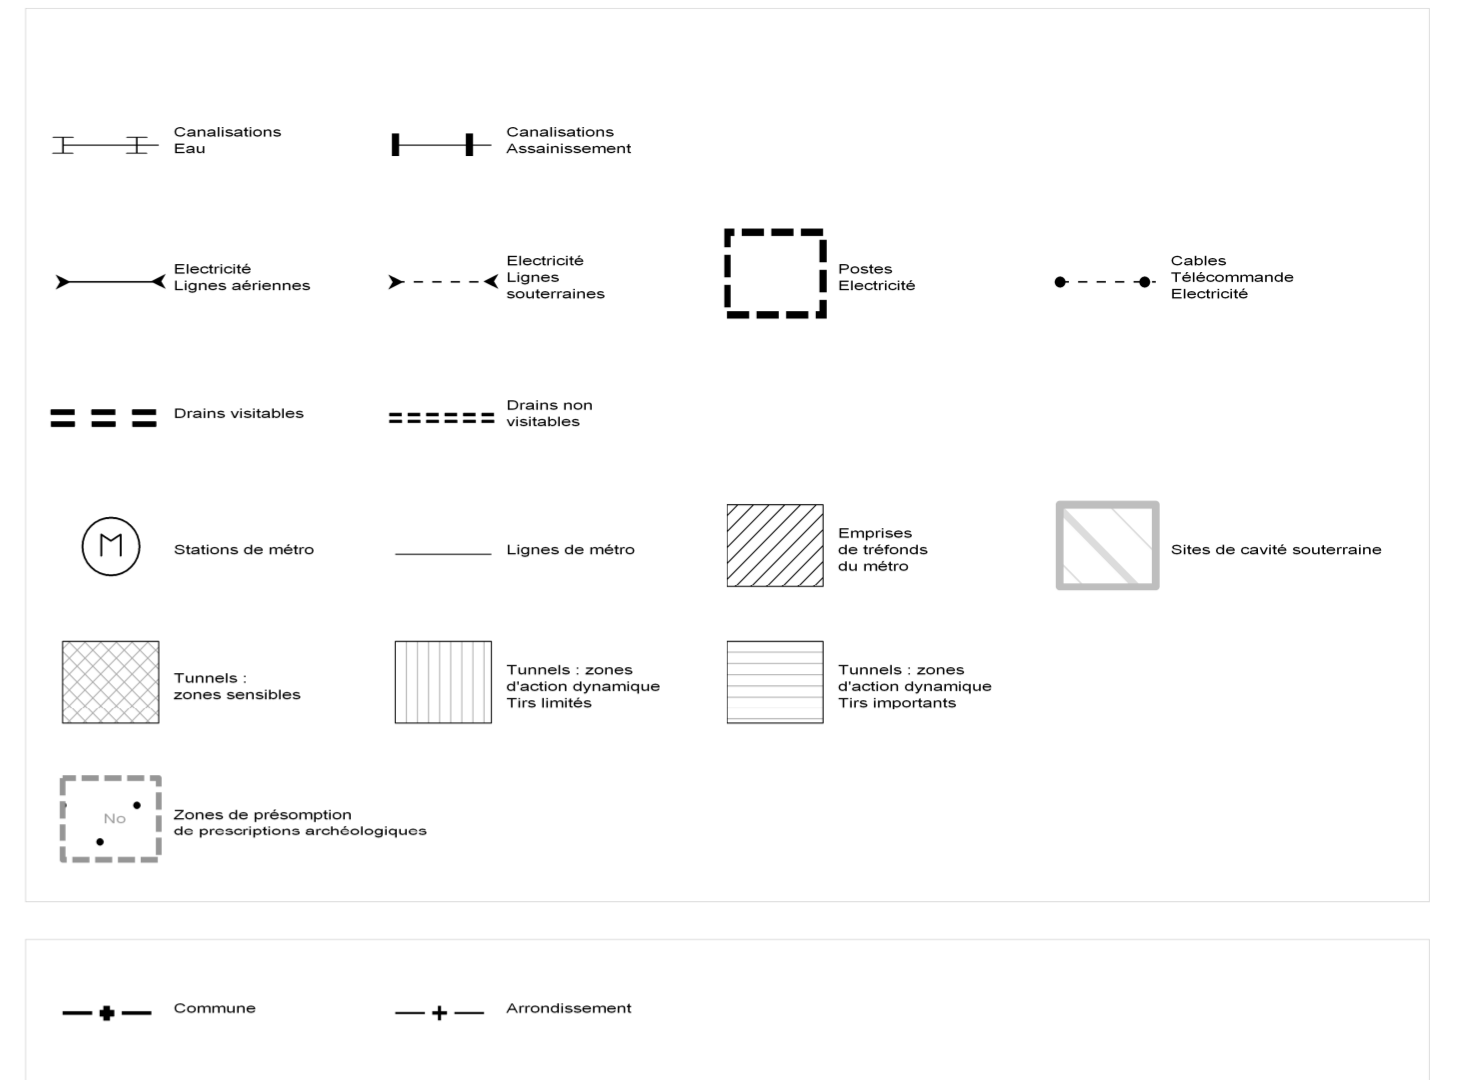 Canalisations
Eau
Canalisations
Assainissement
Electricité
Lignes aériennes
Electricité
Lignes
souterraines
Postes
Electricité
Cables
Télécommande
Electricité
Drains visitables
Drains non
visitables
M
Stations de métro
Lignes de métro
Emprises
de tréfonds
du métro
Sites de cavité souterraine
Tunnels :
zones sensibles
Tunnels : zones
d'action dynamique
Tirs limités
Tunnels : zones
d'action dynamique
Tirs importants
No
Zones de présomption
de prescriptions archéologiques
Commune
Arrondissement